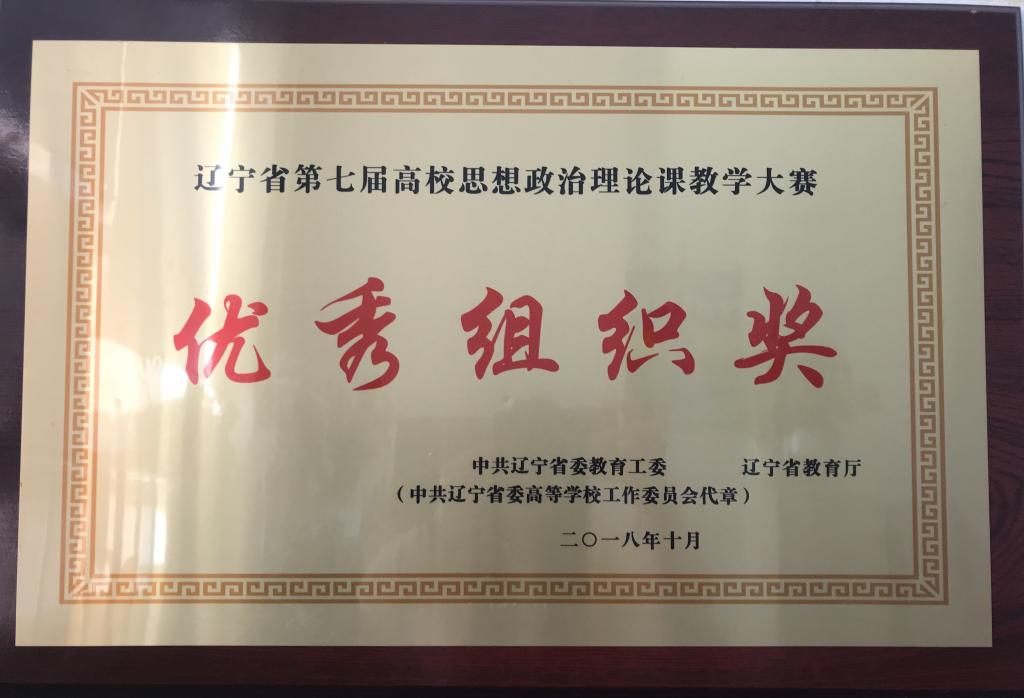 辽宁省第七届高校思想政治理论课教学大赛
优秀组织奖
中共辽宁省委教育工委 辽宁省教育厅
（中共辽宁省委高等学校工作委员会代章）
二〇一八年十月